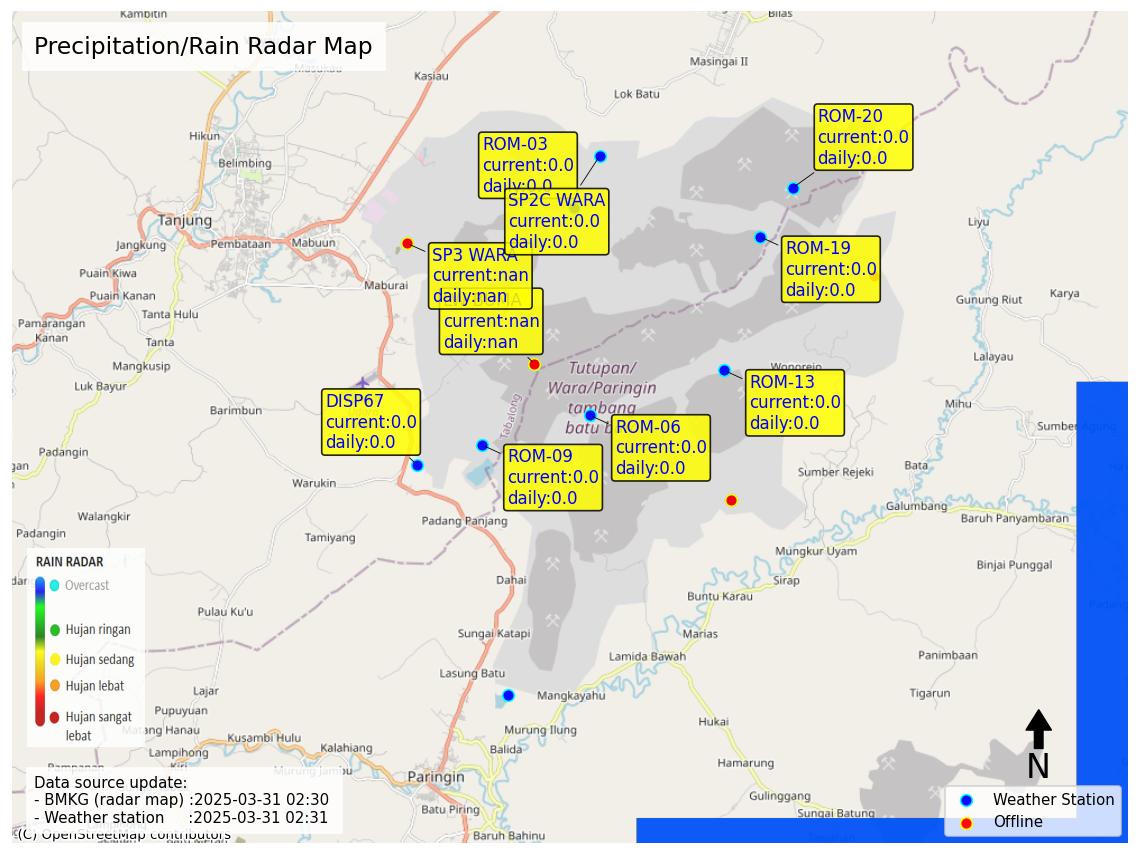 Kambitin
Bilas
Precipitation/Rain Radar Map
Masukau
Kasiau
Masingai II
Lok Batu
Hikun
Belimbing
ROM-03
current:0.0
daily:0.0
ROM-20
current:0.0
daily:0.0
SP2C WARA
current:0.0
daily:0.0
Tanjung
Jangkung
Pembataan
Mabuun
Liyu
SP3 WARA
current:nan
daily:nan
ROM-19
current:0.0
daily:0.0
Puain Kiwa
Maburai
Puain Kanan
Tanta Hulu
Gunung Riut
Karya
current:nan
daily:nan
Pamarangan
Kanan
Tanta
Mangkusip
Lalayau
Luk Bayur
Tutupan/
Wara/Paringin
tambang
batu b
Wonorejo
ROM-13
current:0.0
daily:0.0
Tabalong
DISP67
current:0.0
daily:0.0
Barimbun
Mihu
ROM-06
current:0.0
daily:0.0
Sumber Agung
Padangin
ROM-09
current:0.0
daily:0.0
Bata
Sumber Rejeki
Warukin
Galumbang
Walangkir
Padang Panjang
Baruh Panyambaran
Padangin
Tamiyang
Mungkur Uyam
Binjai Punggal
RAIN RADAR
Overcast
Hujan ringan
Hujan sedang
Hujan lebat
Hujan sangat
lebat
Dahai
Sirap
Buntu Karau
Pulau Ku'u
Sungai Katapi
Marias
Lamida Bawah
Panimbaan
Lasung Batu
Lajar
Mangkayahu
Tigarun
Pupuyuan
Hukai
Matang Hanau
Kusambi Hulu
Murung Ilung
Lampihong
Kalahiang
Balida
Hamarung
Murung Jambu
Paringin
N
Data source update:
- BMKG (radar map) :2025-03-31 02:30
- Weather station :2025-03-31 02:31
Gulinggang
Batu Piring
Sungai Batung
Baruh Bahinu
Weather Station
Offline
(C) OpenStreetMap contributors